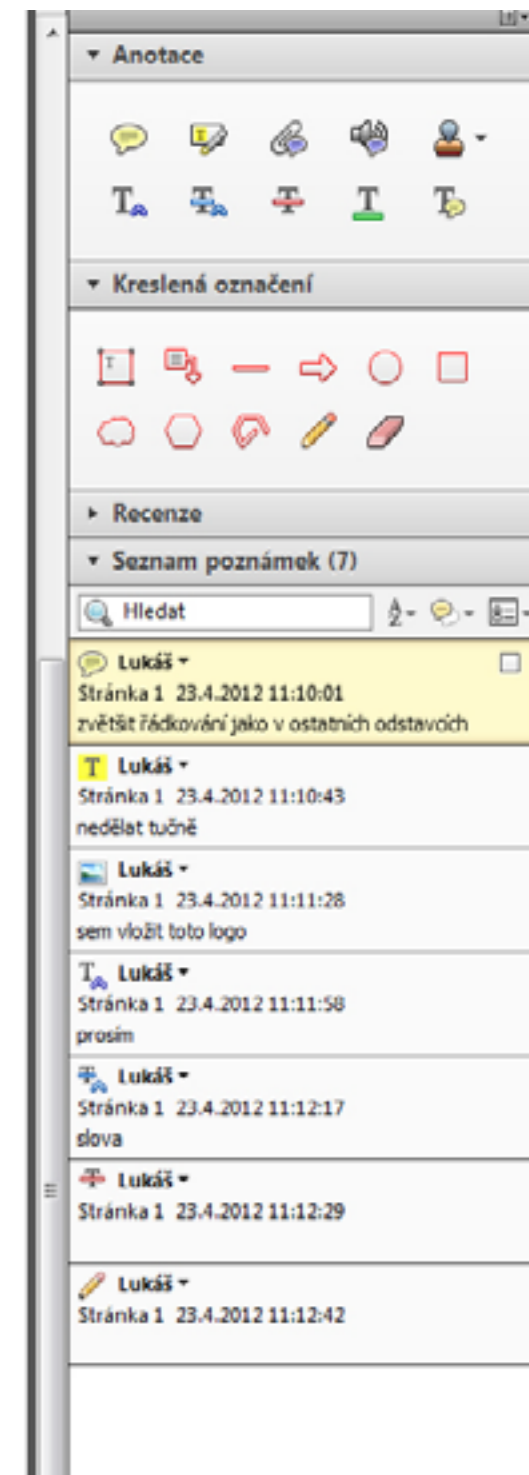 Anotace
Kreslená označení
Recenze
Seznam poznámek (7)
Hledat
Lukáš
Stránka 1 23.4.2012 11:10:01
zvětšit řádkování jako v ostatních odstavcích
Lukáš
Stránka 1 23.4.2012 11:10:43
nedělat tučně
Lukáš
Stránka 1 23.4.2012 11:11:28
sem vložit toto logo
Lukáš
Stránka 1 23.4.2012 11:11:58
prosím
Lukáš
Stránka 1 23.4.2012 11:12:17
slova
Lukáš
Stránka 1 23.4.2012 11:12:29
Lukáš
Stránka 1 23.4.2012 11:12:42